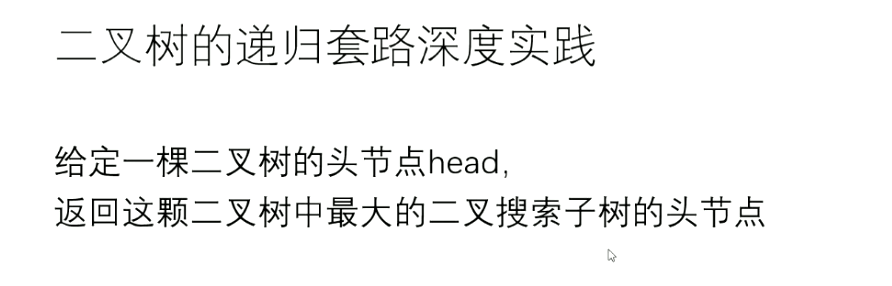 二叉树的递归套路深度实践
给定一棵二叉树的头节点head,
返回这颗二叉树中最大的二叉搜索子树的头节点